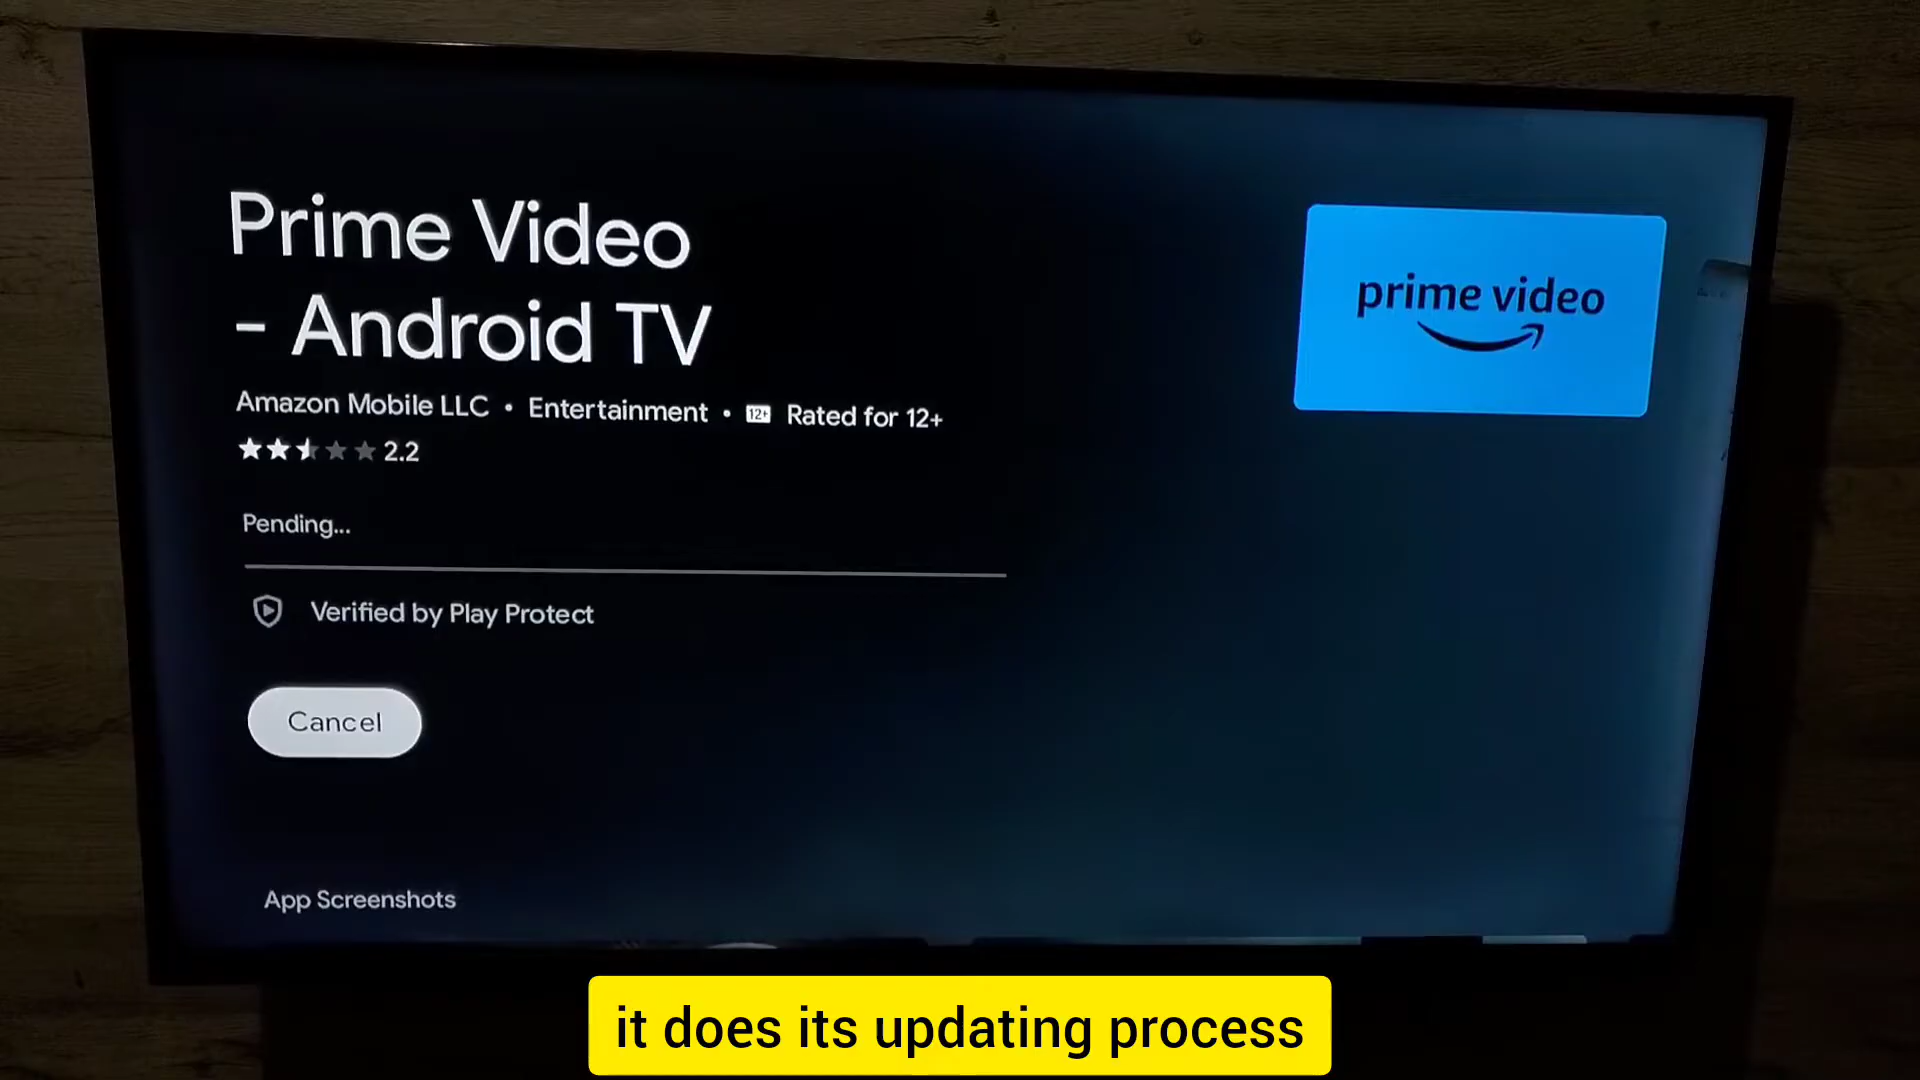 Prime Video
- Android TV
prime video
Amazon Mobile LLC • Entertainment • 12+ Rated for 12+
2.2
Pending...
Verified by Play Protect
Cancel
App Screenshots
it does its updating process